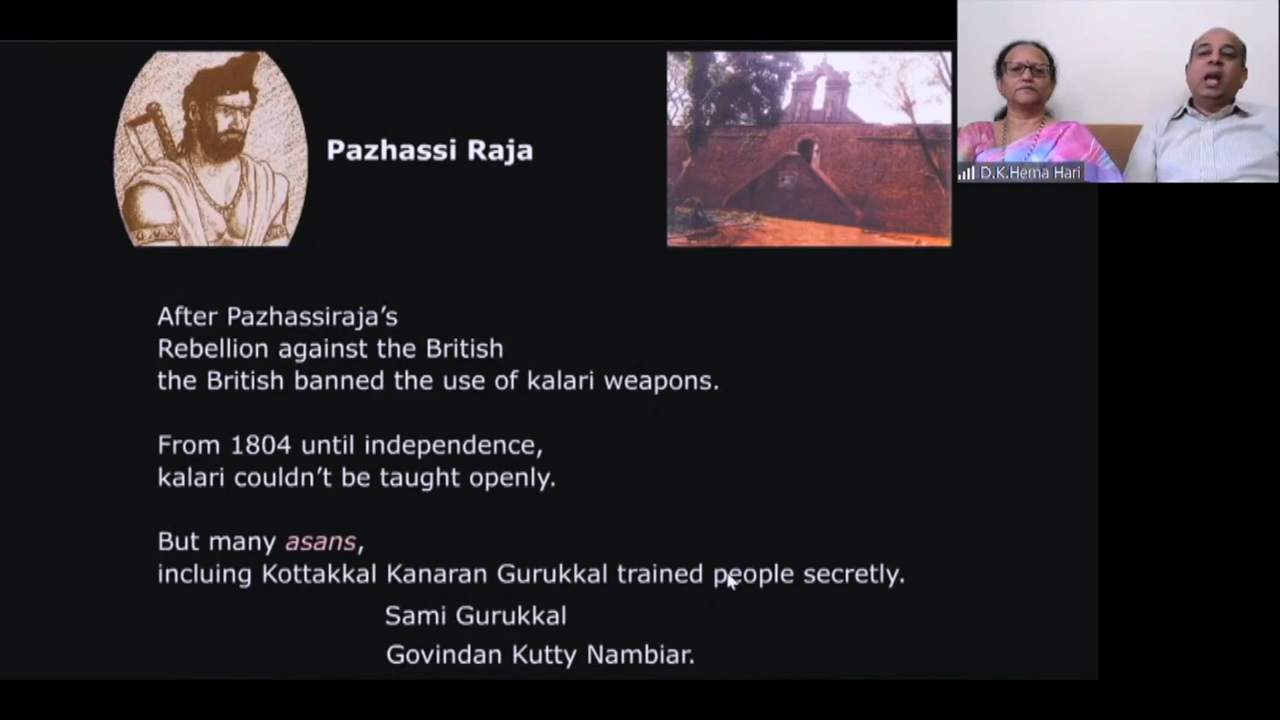 Pazhassi Raja
D.K.Hema Hari
After Pazhassiraja's
Rebellion against the British
the British banned the use of kalari weapons.
From 1804 until independence,
kalari couldn't be taught openly.
But many asans,
incluing Kottakkal Kanaran Gurukkal trained people secretly.
Sami Gurukkal
Govindan Kutty Nambiar.